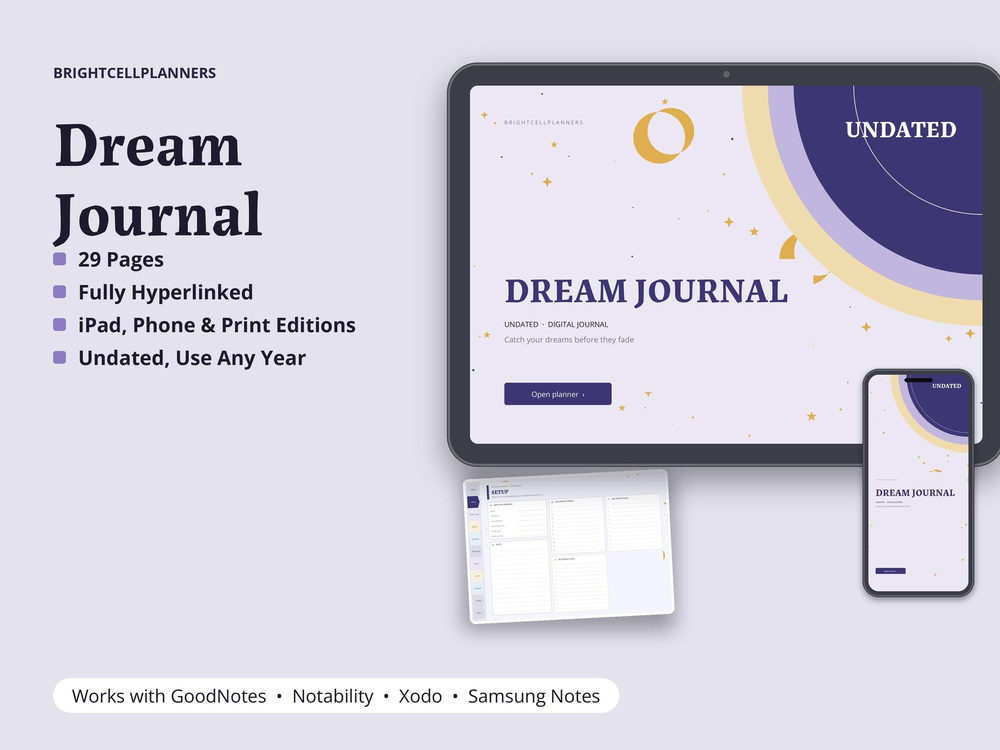 BRIGHTCELLPLANNERS
Dream
Journal
29 Pages
Fully Hyperlinked
iPad, Phone & Print Editions
Undated, Use Any Year
BRIGHTCELLPLANNERS
UNDATED
DREAM JOURNAL
UNDATED · DIGITAL JOURNAL
Catch your dreams before they fade
Open planner ›
UNDATED
DREAM JOURNAL
SETUP
Works with GoodNotes • Notability • Xodo • Samsung Notes